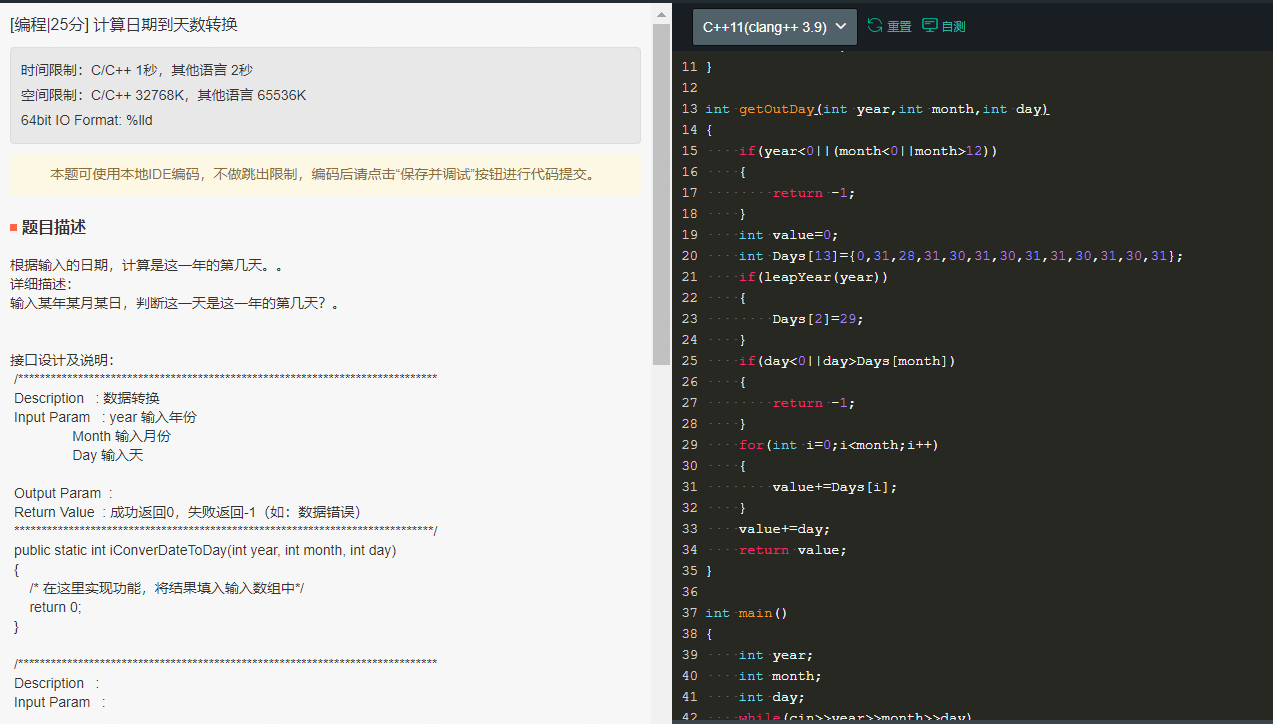 [编程|25分] 计算日期到天数转换
时间限制：C/C++ 1秒，其他语言 2秒
空间限制：C/C++ 32768K，其他语言 65536K
64bit IO Format: %lld
本题可使用本地IDE编码，不做跳出限制，编码后请点击“保存并调试”按钮进行代码提交。
题目描述
根据输入的日期，计算是这一年的第几天。。
详细描述：
输入某年某月某日，判断这一天是这一年的第几天？。
接口设计及说明：
/*****************************************************************************
Description   : 数据转换
Input Param   : year 输入年份
Month 输入月份
Day 输入天
Output Param  :
Return Value  : 成功返回0，失败返回-1（如：数据错误）
*****************************************************************************/
public static int iConverDateToDay(int year, int month, int day)
{
/* 在这里实现功能，将结果填入输入数组中*/
return 0;
}
/*****************************************************************************
Description   :
Input Param   :
C++11(clang++ 3.9)
重置
自测
11 }
12
13 int getOutDay(int year,int month,int day)
14 {
15     if(year<0||(month<0||month>12))
16     {
17         return -1;
18     }
19     int value=0;
20     int Days[13]={0,31,28,31,30,31,30,31,31,30,31,30,31};
21     if(leapYear(year))
22     {
23         Days[2]=29;
24     }
25     if(day<0||day>Days[month])
26     {
27         return -1;
28     }
29     for(int i=0;i<month;i++)
30     {
31         value+=Days[i];
32     }
33     value+=day;
34     return value;
35 }
36
37 int main()
38 {
39     int year;
40     int month;
41     int day;
42     while(cin>>year>>month>>day)